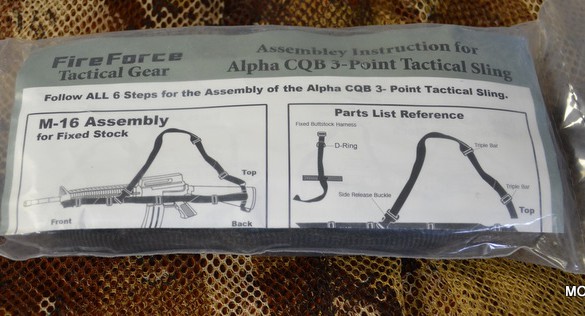 FireForce
Tactical Gear
Assembley Instruction for
Alpha CQB 3-Point Tactical Sling
Follow ALL 6 Steps for the Assembly of the Alpha CQB 3- Point Tactical Sling.
M-16 Assembly
for Fixed Stock
Top
Front
Back
Parts List Reference
Fixed Buttstock Harness
D-Ring
Side Release Buckle
Triple Bar
Triple Bar
Top
MC